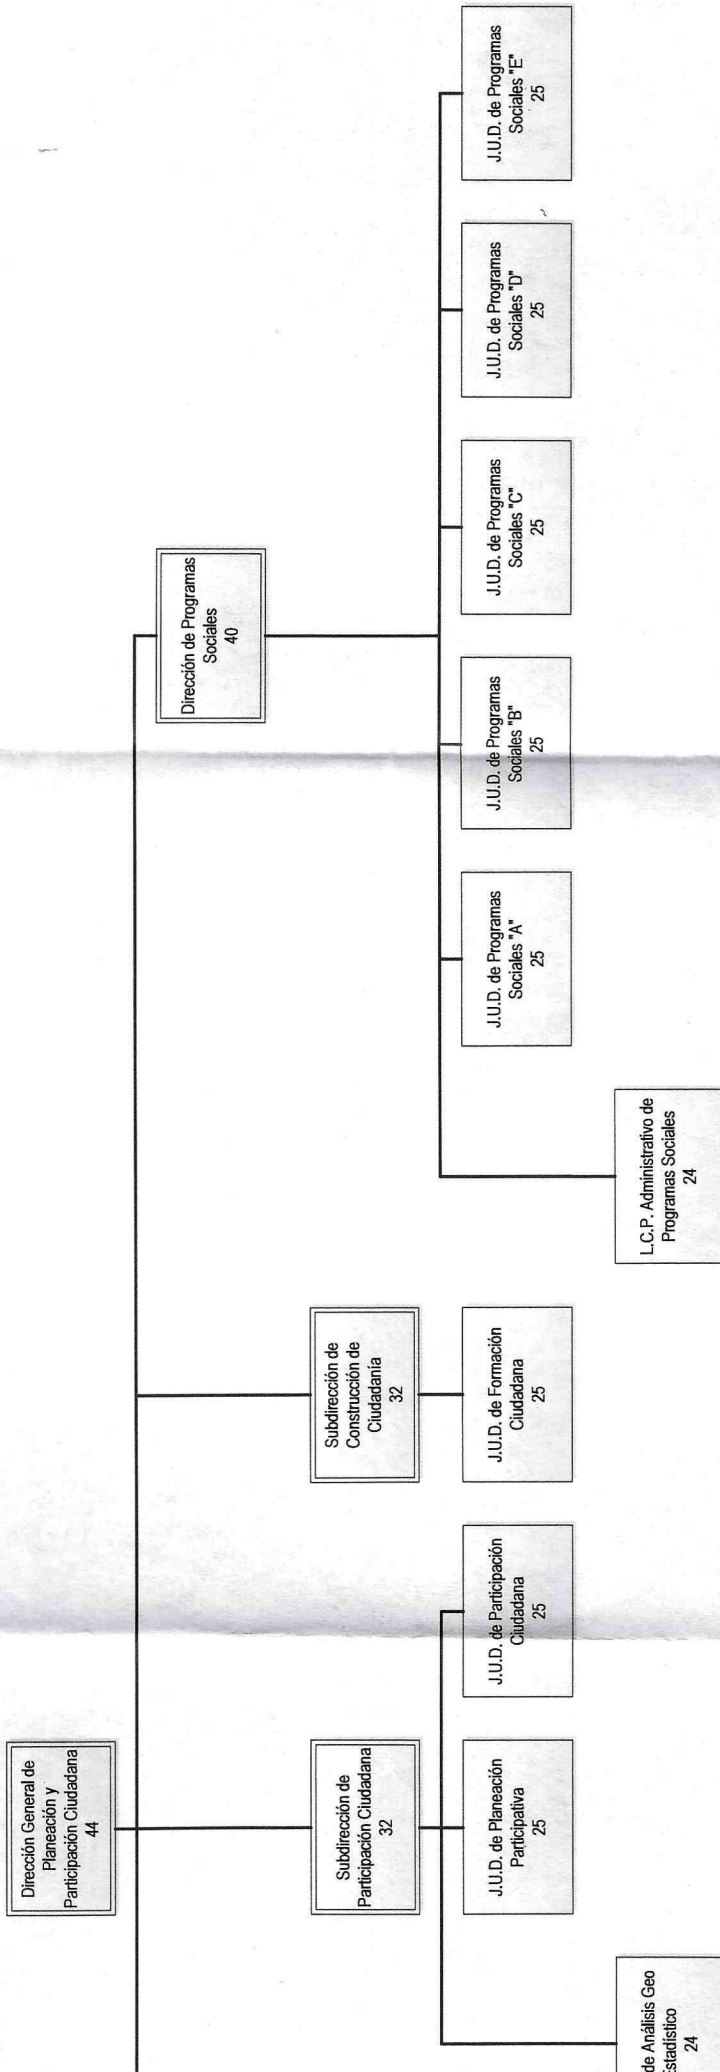 Dirección General de
Planeación y
Participación Ciudadana
44
Dirección de Programas
Sociales
40
Subdirección de
Participación Ciudadana
32
Subdirección de
Construcción de
Ciudadanía
32
J.U.D. de Planeación
Participativa
25
J.U.D. de Participación
Ciudadana
25
J.U.D. de Formación
Ciudadana
25
J.U.D. de Programas
Sociales "A"
25
J.U.D. de Programas
Sociales "B"
25
J.U.D. de Programas
Sociales "C"
25
J.U.D. de Programas
Sociales "D"
25
J.U.D. de Programas
Sociales "E"
25
de Análisis Geo
stadístico
24
L.C.P. Administrativo de
Programas Sociales
24